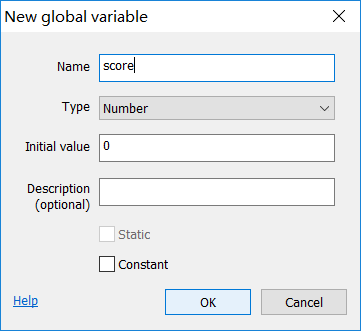 New global variable
Name
score
Type
Number
Initial value
0
Description
(optional)
Static
Constant
Help
OK
Cancel